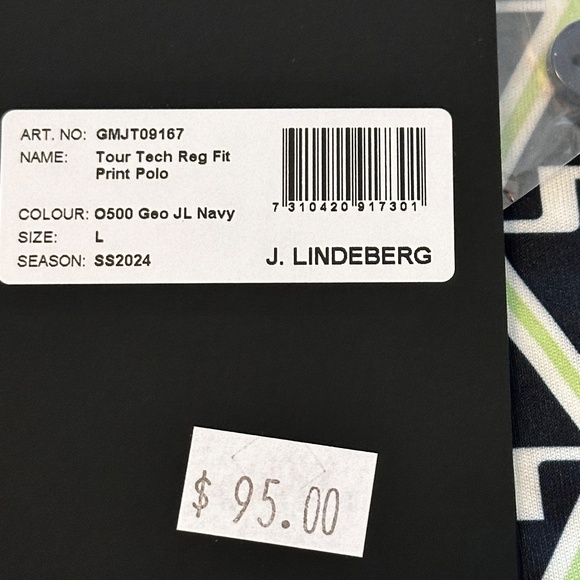 ART. NO: GMJT09167
NAME: Tour Tech Reg Fit
Print Polo
COLOUR: O500 Geo JL Navy
SIZE: L
SEASON: SS2024
7 310420 917301
J. LINDEBERG
$ 95.00